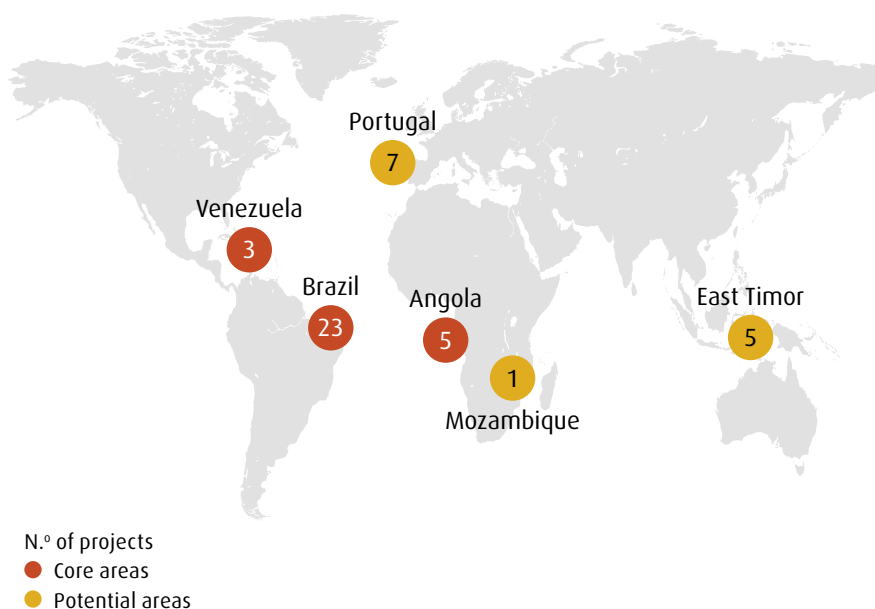 Portugal
7
Venezuela
3
Brazil
23
Angola
5
East Timor
5
1
Mozambique
N.º of projects
Core areas
Potential areas